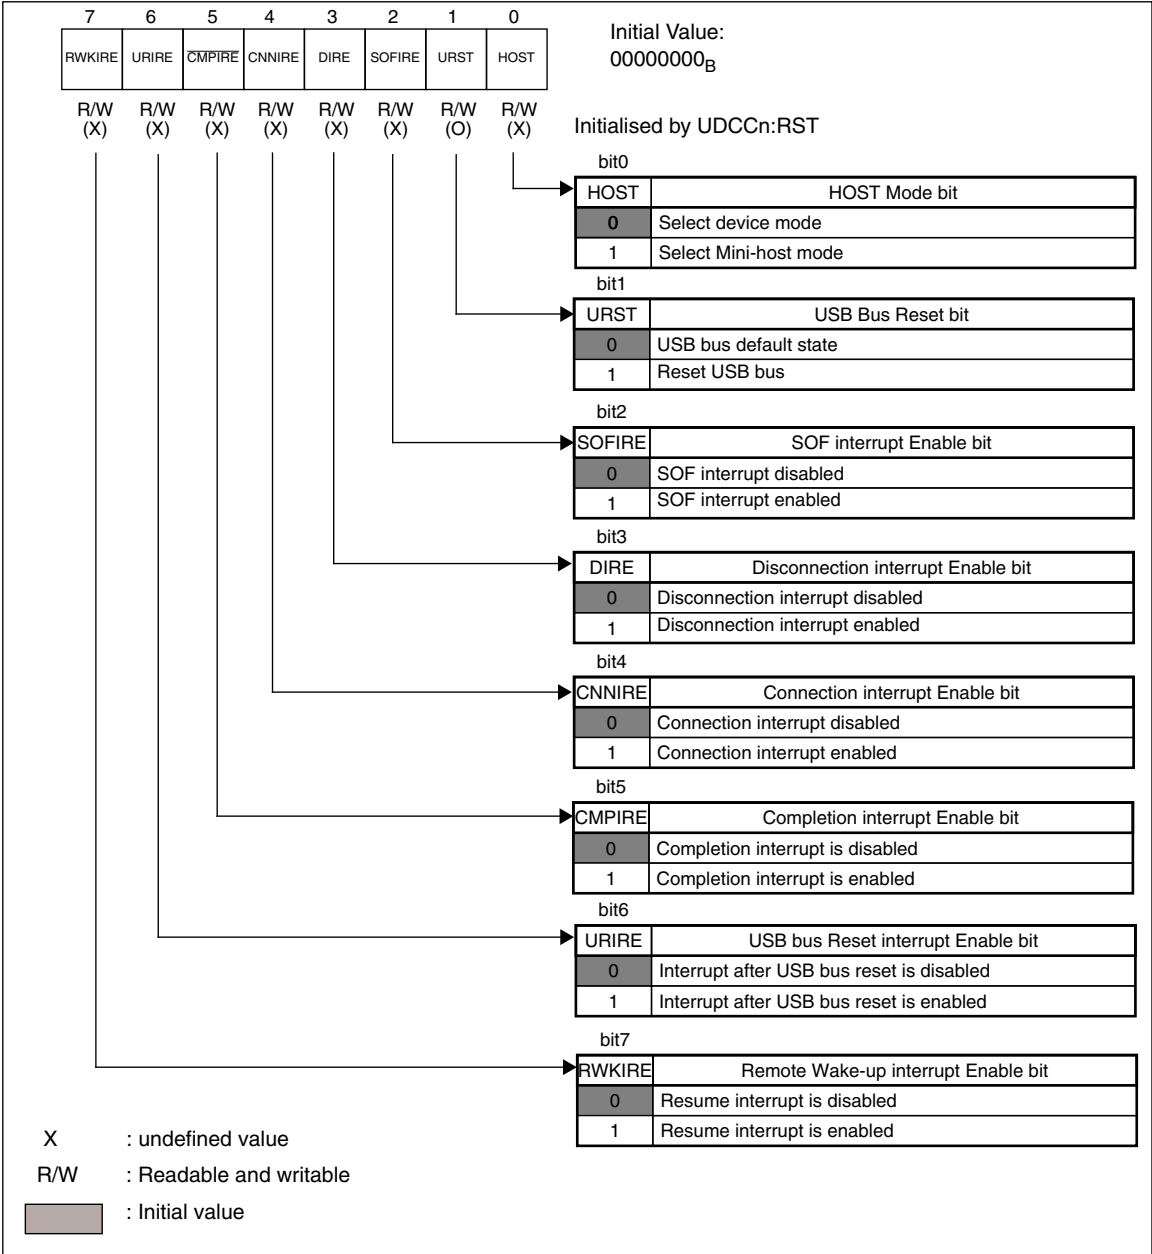 7 6 5 4 3 2 1 0
RWKIRE URIRE CMPIRE CNNIRE DIRE SOFIRE URST HOST
R/W R/W R/W R/W R/W R/W R/W R/W
(X) (X) (X) (X) (X) (X) (O) (X)
Initial Value:
00000000B
Initialised by UDCCn:RST
bit0
HOST HOST Mode bit
0 Select device mode
1 Select Mini-host mode
bit1
URST USB Bus Reset bit
0 USB bus default state
1 Reset USB bus
bit2
SOFIRE SOF interrupt Enable bit
0 SOF interrupt disabled
1 SOF interrupt enabled
bit3
DIRE Disconnection interrupt Enable bit
0 Disconnection interrupt disabled
1 Disconnection interrupt enabled
bit4
CNNIRE Connection interrupt Enable bit
0 Connection interrupt disabled
1 Connection interrupt enabled
bit5
CMPIRE Completion interrupt Enable bit
0 Completion interrupt is disabled
1 Completion interrupt is enabled
bit6
URIRE USB bus Reset interrupt Enable bit
0 Interrupt after USB bus reset is disabled
1 Interrupt after USB bus reset is enabled
bit7
RWKIRE Remote Wake-up interrupt Enable bit
0 Resume interrupt is disabled
1 Resume interrupt is enabled
X : undefined value
R/W : Readable and writable
: Initial value